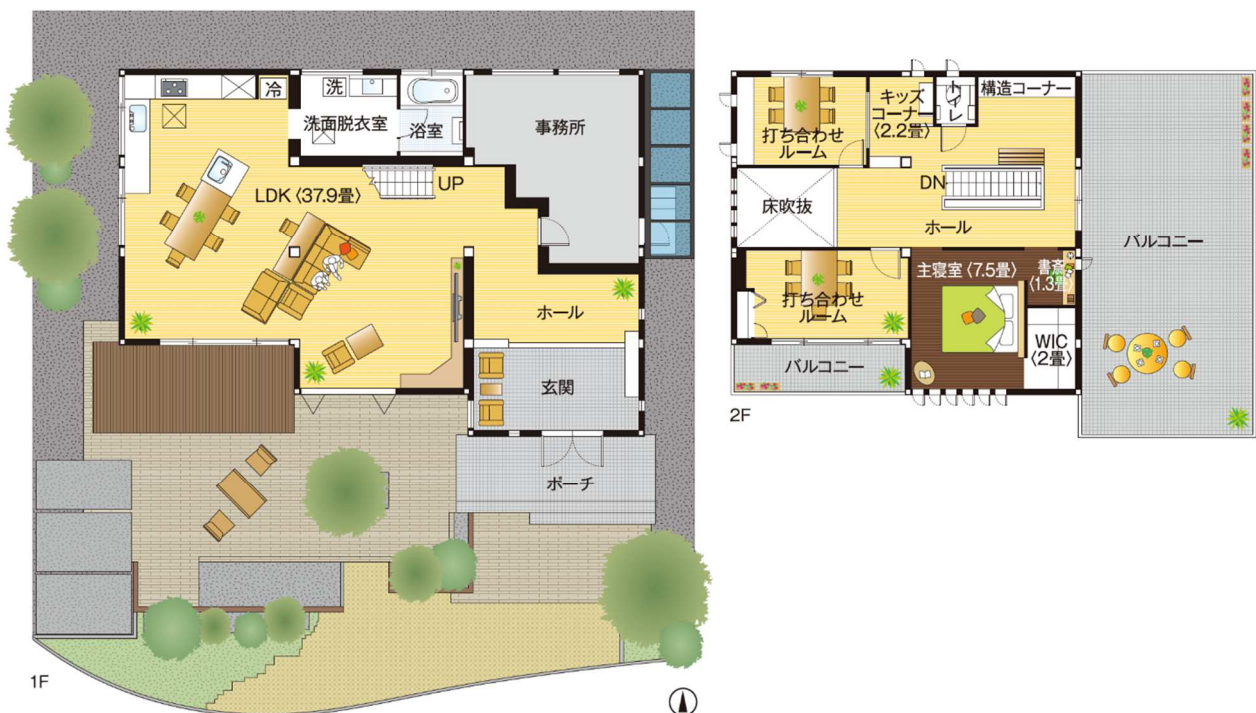 冷
洗
洗面脱衣室
浴室
事務所
LDK〈37.9畳〉
UP
ホール
玄関
ポーチ
1F
打ち合わせ
ルーム
キッズ
コーナー
〈2.2畳〉
トイレ
構造コーナー
床吹抜
DN
ホール
バルコニー
打ち合わせ
ルーム
主寝室〈7.5畳〉
書斎
〈1.3畳〉
WIC
〈2畳〉
バルコニー
2F